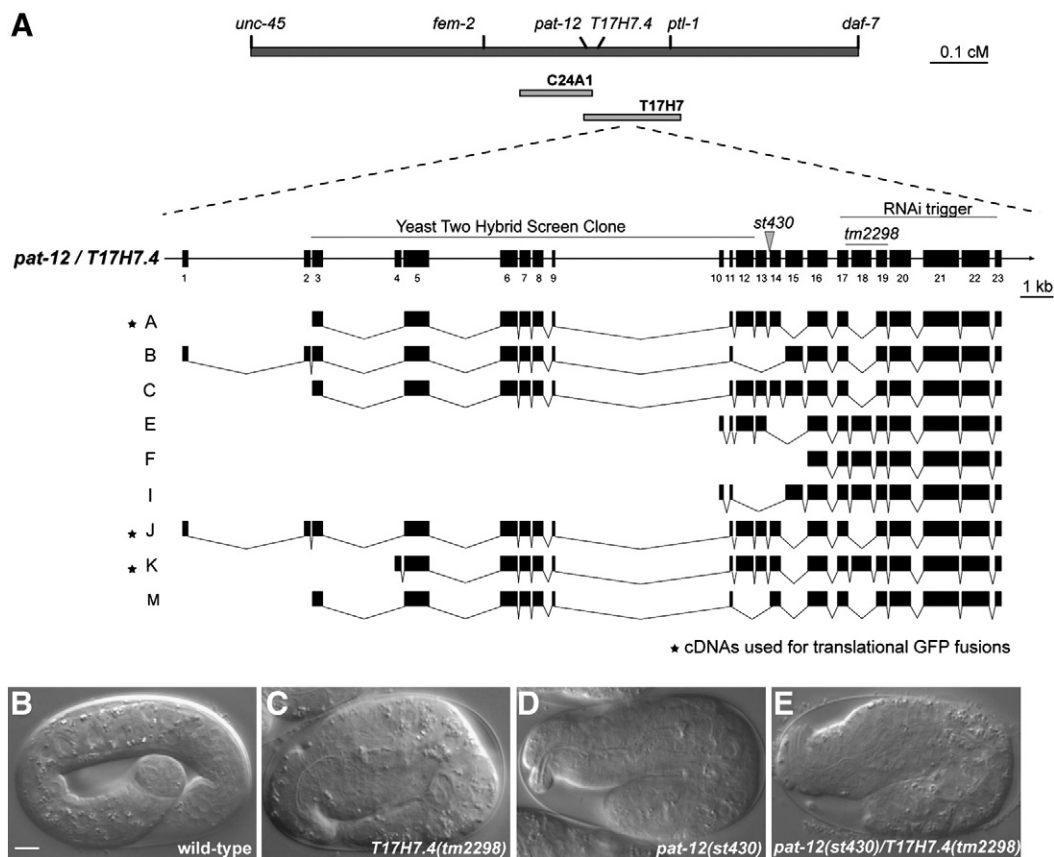 A
unc-45 fem-2 pat-12 T17H7.4 ptl-1 daf-7
0.1 cM
C24A1
T17H7
RNAi trigger
st430
Yeast Two Hybrid Screen Clone
tm2298
pat-12 / T17H7.4
1 2 3 4 5 6 7 8 9 10 11 12 13 14 15 16 17 18 19 20 21 22 23
1 kb
★ A
B
C
E
F
I
★ J
★ K
M
★ cDNAs used for translational GFP fusions
B wild-type
C T17H7.4(tm2298)
D pat-12(st430)
E pat-12(st430)/T17H7.4(tm2298)